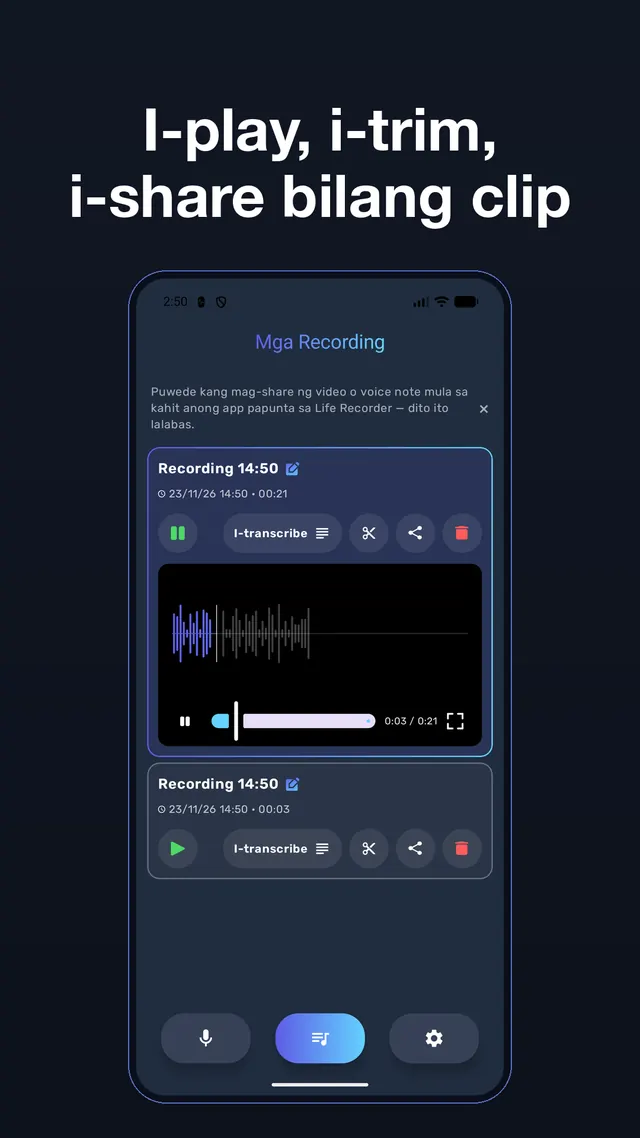 I-play, i-trim,
i-share bilang clip
2:50
Mga Recording
Puwede kang mag-share ng video o voice note mula sa
kahit anong app papunta sa Life Recorder — dito ito
lalabas.
Recording 14:50
23/11/26 14:50 • 00:21
I-transcribe
0:03 / 0:21
Recording 14:50
23/11/26 14:50 • 00:03
I-transcribe